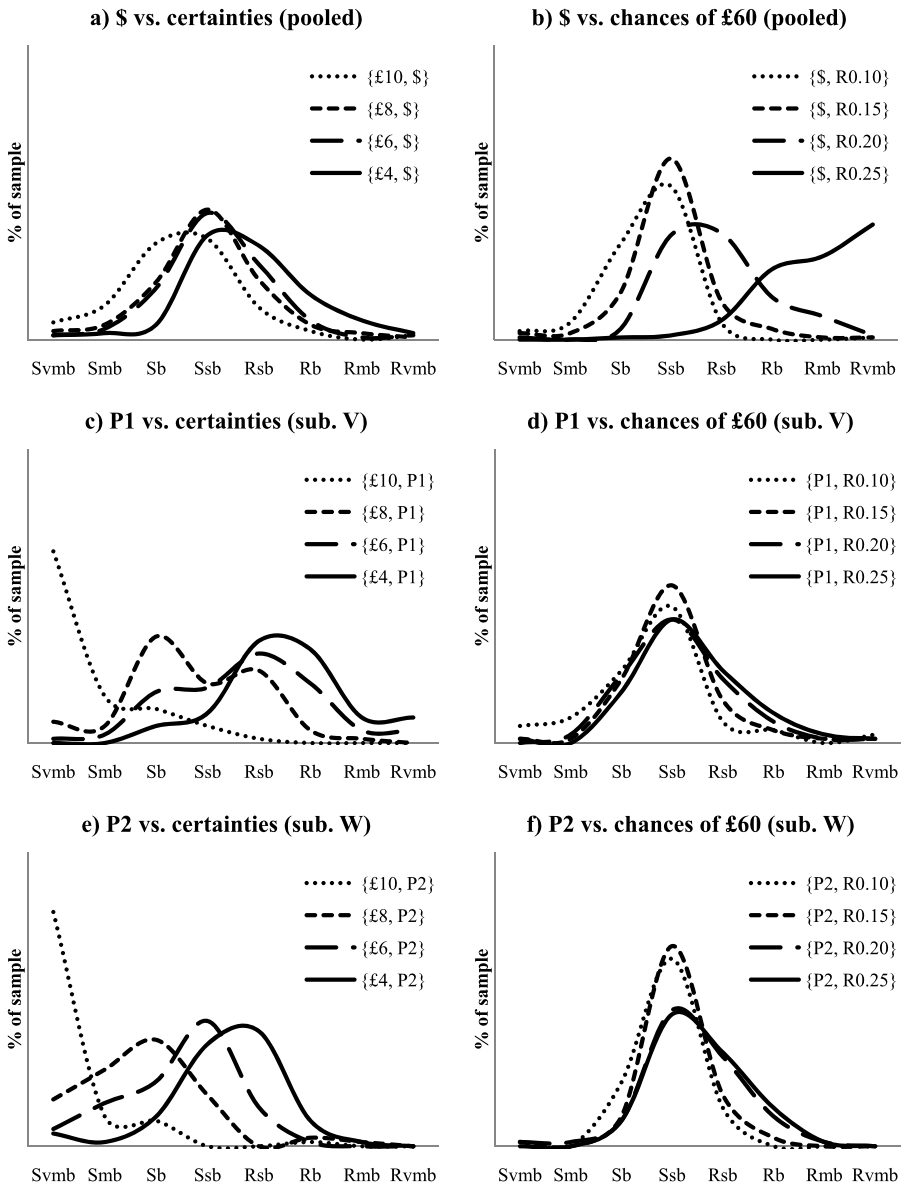 a) $ vs. certainties (pooled)
{£10, $}
{£8, $}
{£6, $}
{£4, $}
% of sample
Svmb Smb Sb Ssb Rsb Rb Rmb Rvmb
b) $ vs. chances of £60 (pooled)
{$, R0.10}
{$, R0.15}
{$, R0.20}
{$, R0.25}
% of sample
Svmb Smb Sb Ssb Rsb Rb Rmb Rvmb
c) P1 vs. certainties (sub. V)
{£10, P1}
{£8, P1}
{£6, P1}
{£4, P1}
% of sample
Svmb Smb Sb Ssb Rsb Rb Rmb Rvmb
d) P1 vs. chances of £60 (sub. V)
{P1, R0.10}
{P1, R0.15}
{P1, R0.20}
{P1, R0.25}
% of sample
Svmb Smb Sb Ssb Rsb Rb Rmb Rvmb
e) P2 vs. certainties (sub. W)
{£10, P2}
{£8, P2}
{£6, P2}
{£4, P2}
% of sample
Svmb Smb Sb Ssb Rsb Rb Rmb Rvmb
f) P2 vs. chances of £60 (sub. W)
{P2, R0.10}
{P2, R0.15}
{P2, R0.20}
{P2, R0.25}
% of sample
Svmb Smb Sb Ssb Rsb Rb Rmb Rvmb